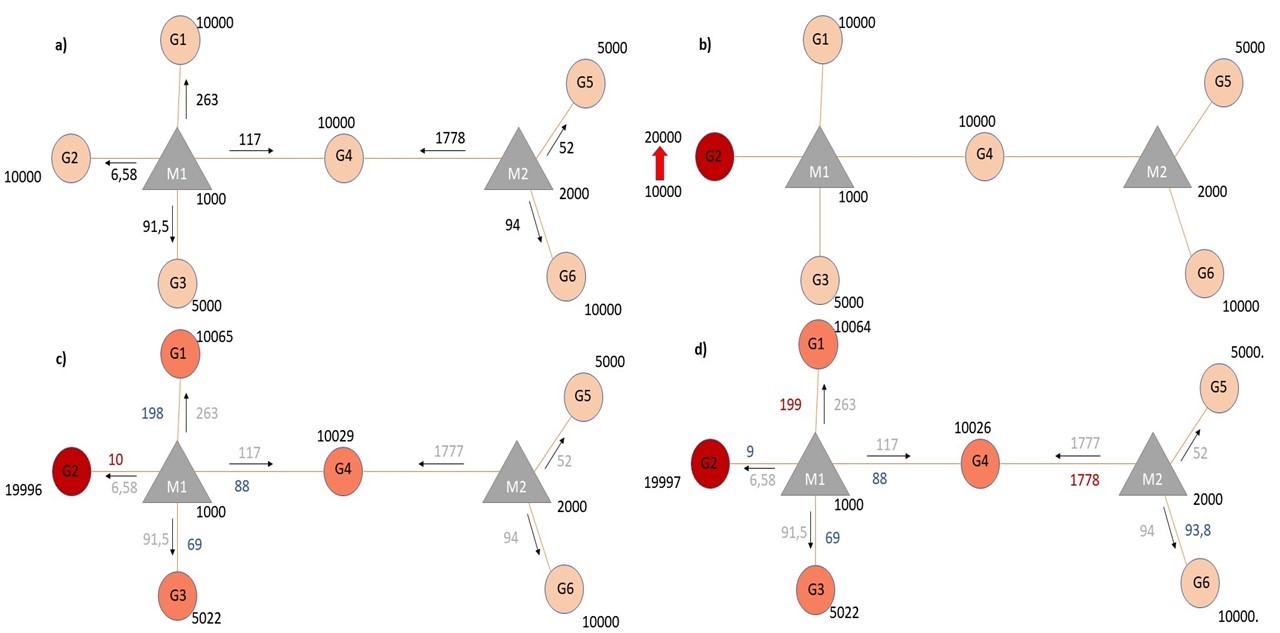 a)
G1
10000
263
G2
10000
6,58
M1
1000
117
10000
G4
1778
91,5
G3
5000
M2
2000
5000
G5
52
94
G6
10000
b)
G1
10000
20000
10000
G2
M1
1000
10000
G4
G3
5000
M2
2000
5000
G5
G6
10000
c)
G1
10065
198
263
G2
19996
10
6,58
M1
1000
117
88
10029
G4
1777
91,5
69
G3
5022
M2
2000
5000
G5
52
94
G6
10000
d)
G1
10064
199
263
G2
19997
9
6,58
M1
1000
117
88
10026
G4
1777
1778
91,5
69
G3
5022
M2
2000
5000.
G5
52
94
93,8
G6
10000.